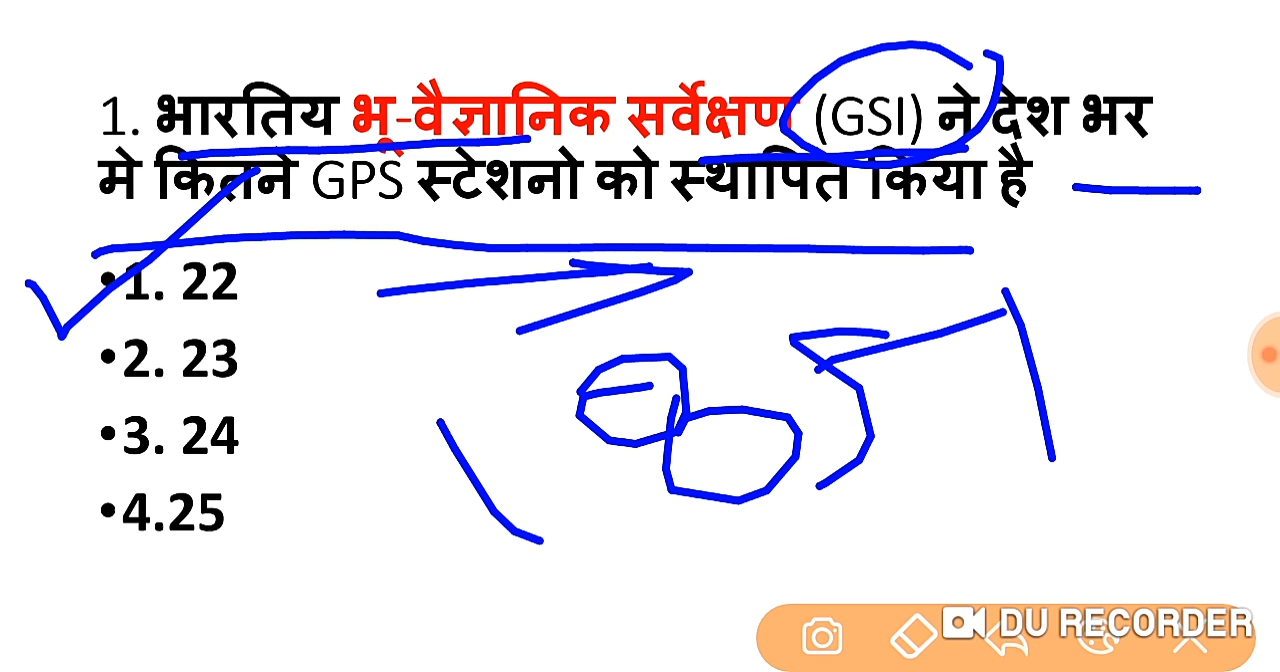 1. भारतिय भू-वैज्ञानिक सर्वेक्षण (GSI) ने देश भर
मे कितने GPS स्टेशनो को स्थापित किया है
•1. 22
•2. 23
•3. 24
•4.25
DU RECORDER